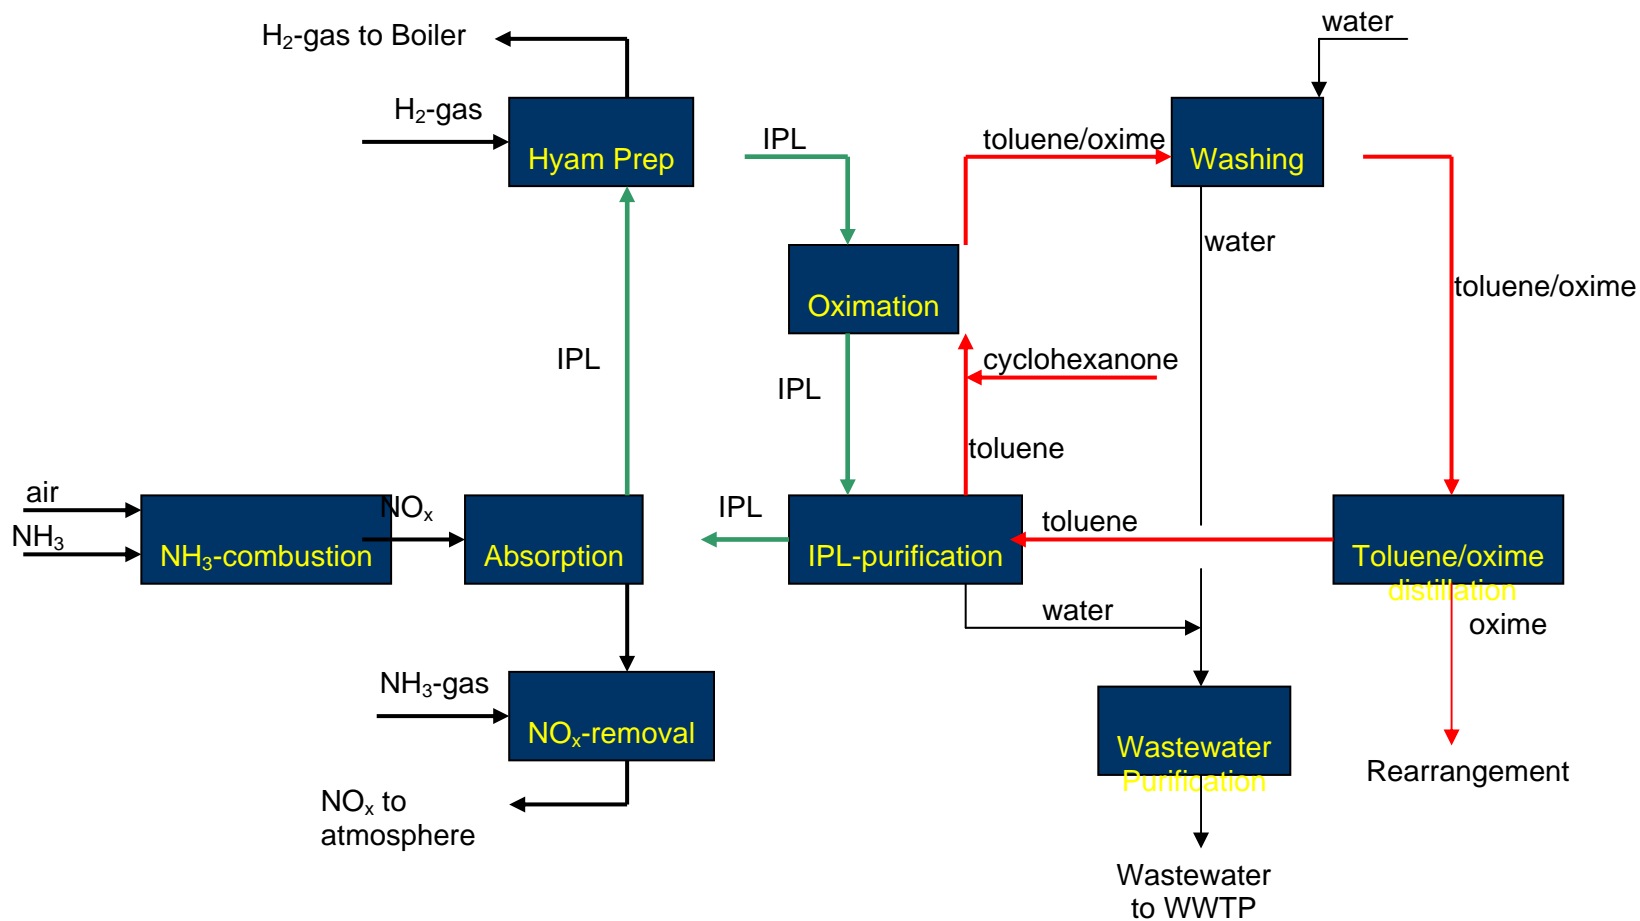 water
H₂-gas to Boiler
H₂-gas
Hyam Prep
IPL
toluene/oxime
Washing
water
toluene/oxime
Oximation
IPL
cyclohexanone
IPL
toluene
air
NH₃
NH₃-combustion
NOₓ
Absorption
IPL
IPL-purification
toluene
Toluene/oxime
distillation
water
oxime
NH₃-gas
NOₓ-removal
Wastewater
Purification
Rearrangement
NOₓ to
atmosphere
Wastewater
to WWTP